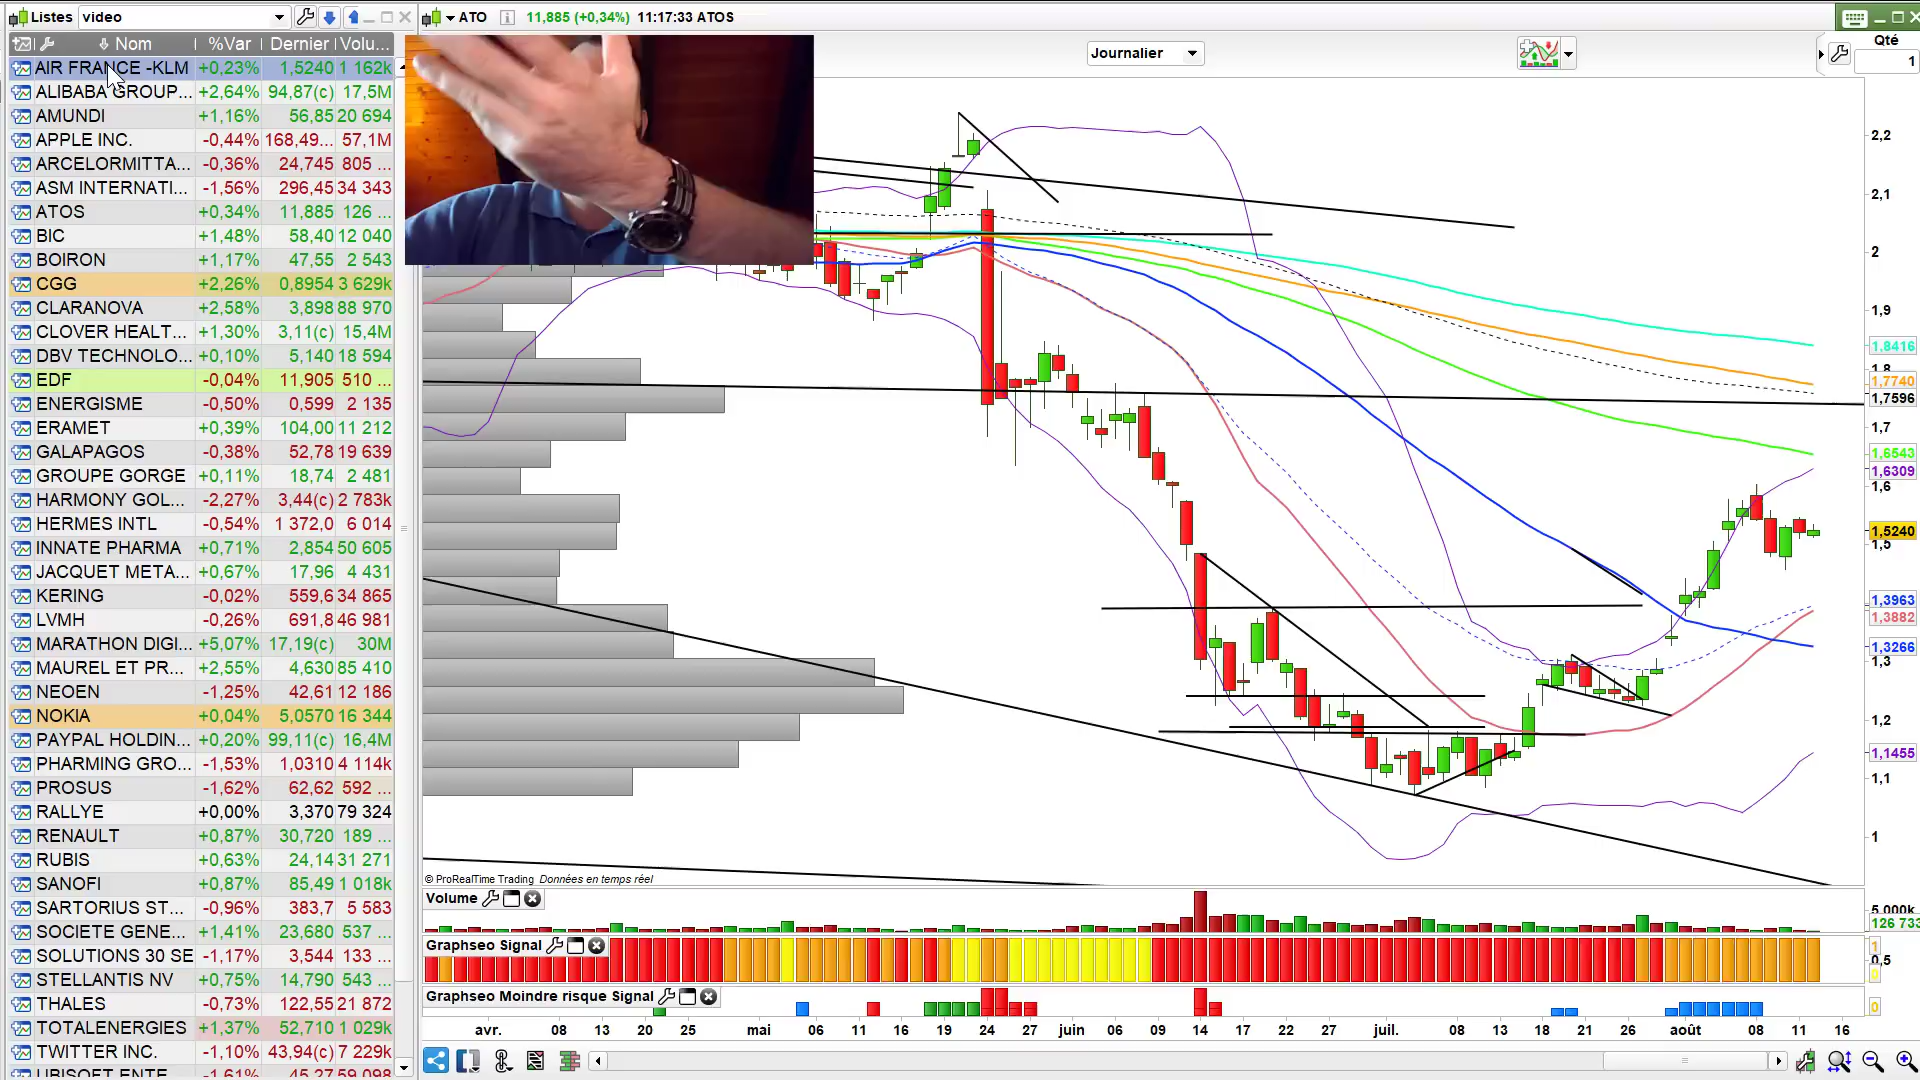 Listes video
Nom %Var Dernier Volu...
AIR FRANCE -KLM +0,23% 1,5240 1 162k
ALIBABA GROUP... +2,64% 94,87(c) 17,5M
AMUNDI +1,16% 56,85 20 694
APPLE INC. -0,44% 168,49... 57,1M
ARCELORMITTA... -0,36% 24,745 805 ...
ASM INTERNATI... -1,56% 296,45 34 343
ATOS +0,34% 11,885 126 ...
BIC +1,48% 58,40 12 040
BOIRON +1,17% 47,55 2 543
CGG +2,26% 0,8954 3 629k
CLARANOVA +2,58% 3,898 88 970
CLOVER HEALT... +1,30% 3,11(c) 15,4M
DBV TECHNOLO... +0,10% 5,140 18 594
EDF -0,04% 11,905 510 ...
ENERGISME -0,50% 0,599 2 135
ERAMET +0,39% 104,00 11 212
GALAPAGOS -0,38% 52,78 19 639
GROUPE GORGE +0,11% 18,74 2 481
HARMONY GOL... -2,27% 3,44(c) 2 783k
HERMES INTL -0,54% 1 372,0 6 014
INNATE PHARMA +0,71% 2,854 50 605
JACQUET META... +0,67% 17,96 4 431
KERING -0,02% 559,6 34 865
LVMH -0,26% 691,8 46 981
MARATHON DIGI... +5,07% 17,19(c) 30M
MAUREL ET PR... +2,55% 4,630 85 410
NEOEN -1,25% 42,61 12 186
NOKIA +0,04% 5,0570 16 344
PAYPAL HOLDIN... +0,20% 99,11(c) 16,4M
PHARMING GRO... -1,53% 1,0310 4 114k
PROSUS -1,62% 62,62 592 ...
RALLYE +0,00% 3,370 79 324
RENAULT +0,87% 30,720 189 ...
RUBIS +0,63% 24,14 31 271
SANOFI +0,87% 85,49 1 018k
SARTORIUS ST... -0,96% 383,7 5 583
SOCIETE GENE... +1,41% 23,680 537 ...
SOLUTIONS 30 SE -1,17% 3,544 133 ...
STELLANTIS NV +0,75% 14,790 543 ...
THALES -0,73% 122,55 21 872
TOTALENERGIES +1,37% 52,710 1 029k
TWITTER INC. -1,10% 43,94(c) 7 229k
UBISOFT ENTE... -1,61% 45,27 59 098
ATO 11,885 (+0,34%) 11:17:33 ATOS
Journalier
Qté
1
2,2
2,1
2
1,9
1,8416
1,8
1,7740
1,7596
1,7
1,6543
1,6309
1,6
1,5240
1,5
1,3963
1,3882
1,3266
1,3
1,2
1,1455
1,1
1
© ProRealTime Trading Données en temps réel
Volume
5 000k
126 733
Graphseo Signal
1
0,5
0
Graphseo Moindre risque Signal
0
avr. 08 13 20 25 mai 06 11 16 19 24 27 juin 06 09 14 17 22 27 juil. 08 13 18 21 26 août 08 11 16